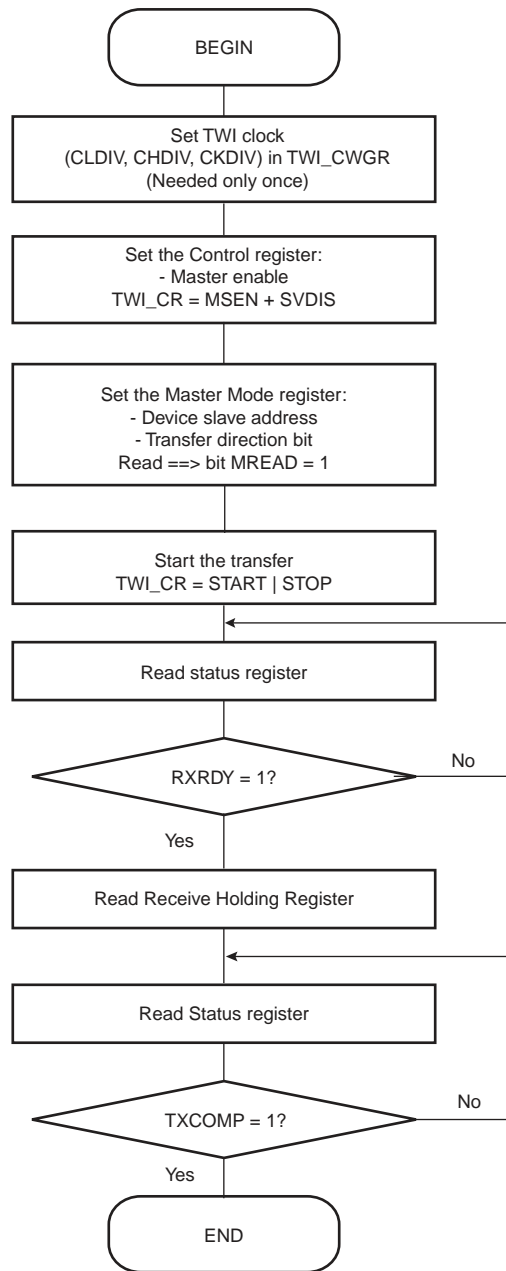 BEGIN
Set TWI clock
(CLDIV, CHDIV, CKDIV) in TWI_CWGR
(Needed only once)
Set the Control register:
- Master enable
TWI_CR = MSEN + SVDIS
Set the Master Mode register:
- Device slave address
- Transfer direction bit
Read ==> bit MREAD = 1
Start the transfer
TWI_CR = START | STOP
Read status register
RXRDY = 1?
No
Yes
Read Receive Holding Register
Read Status register
TXCOMP = 1?
No
Yes
END